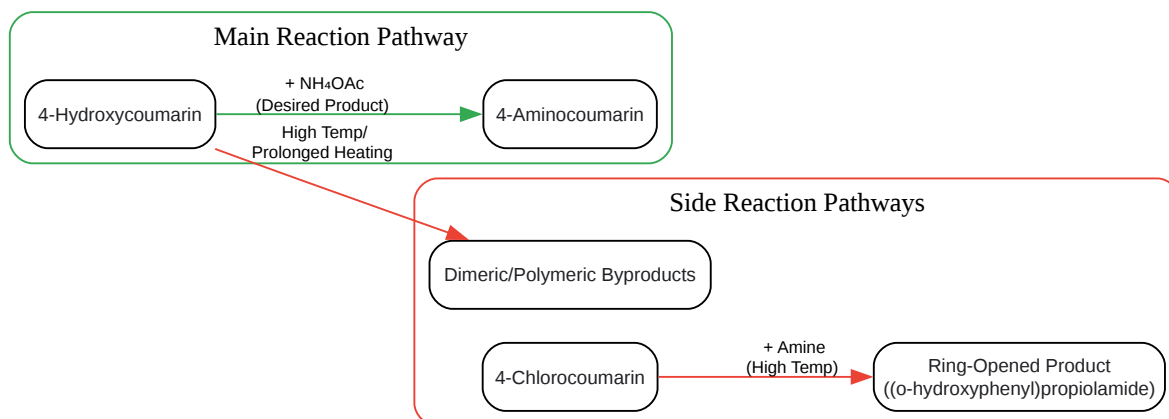 Main Reaction Pathway
4-Hydroxycoumarin
+ NH₄OAc
(Desired Product)
4-Aminocoumarin
High Temp/
Prolonged Heating
Side Reaction Pathways
Dimeric/Polymeric Byproducts
4-Chlorocoumarin
+ Amine
(High Temp)
Ring-Opened Product
((o-hydroxyphenyl)propiolamide)